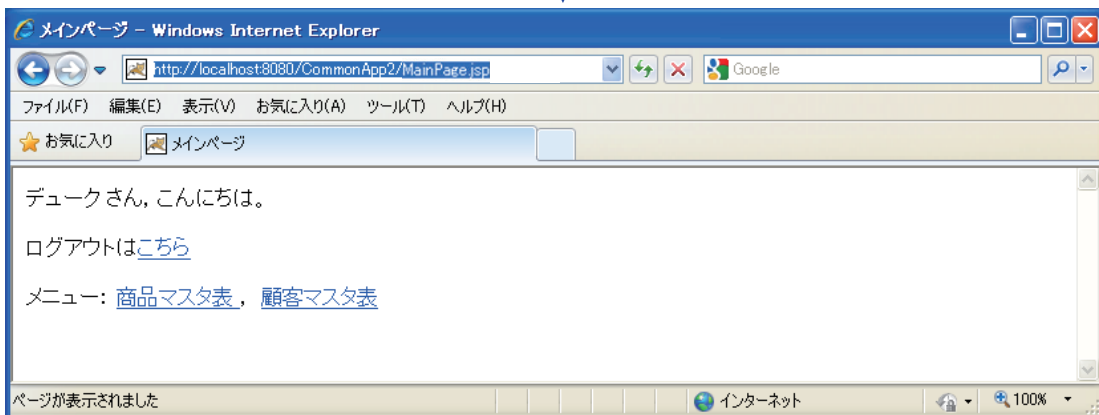 メインページ - Windows Internet Explorer
http://localhost:8080/CommonApp2/MainPage.jsp
Google
ファイル(F) 編集(E) 表示(V) お気に入り(A) ツール(T) ヘルプ(H)
お気に入り メインページ
デュークさん, こんにちは。
ログアウトはこちら
メニュー: 商品マスタ表 , 顧客マスタ表
ページが表示されました インターネット 100%